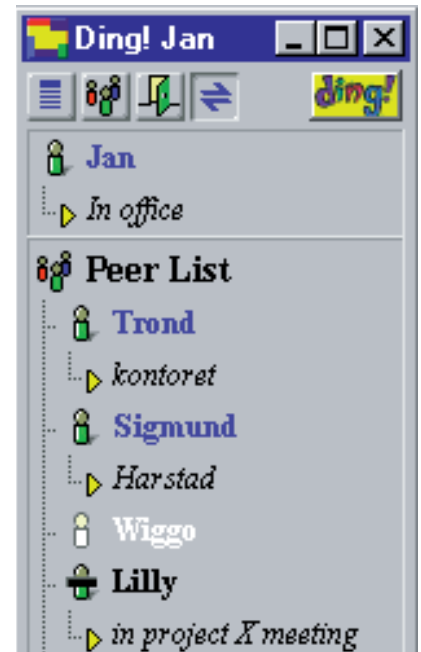 Ding! Jan
ding!
Jan
In office
Peer List
Trond
kontoret
Sigmund
Harstad
Wiggo
Lilly
in project X meeting